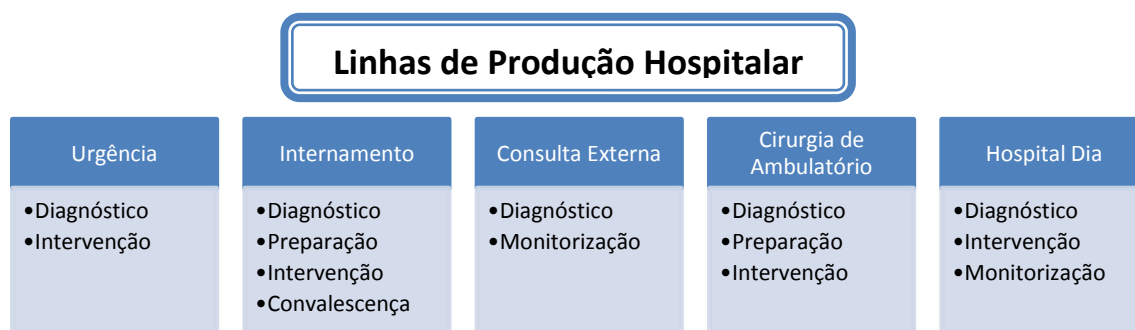 Linhas de Produção Hospitalar
Urgência
•Diagnóstico
•Intervenção
Internamento
•Diagnóstico
•Preparação
•Intervenção
•Convalescença
Consulta Externa
•Diagnóstico
•Monitorização
Cirurgia de
Ambulatório
•Diagnóstico
•Preparação
•Intervenção
Hospital Dia
•Diagnóstico
•Intervenção
•Monitorização